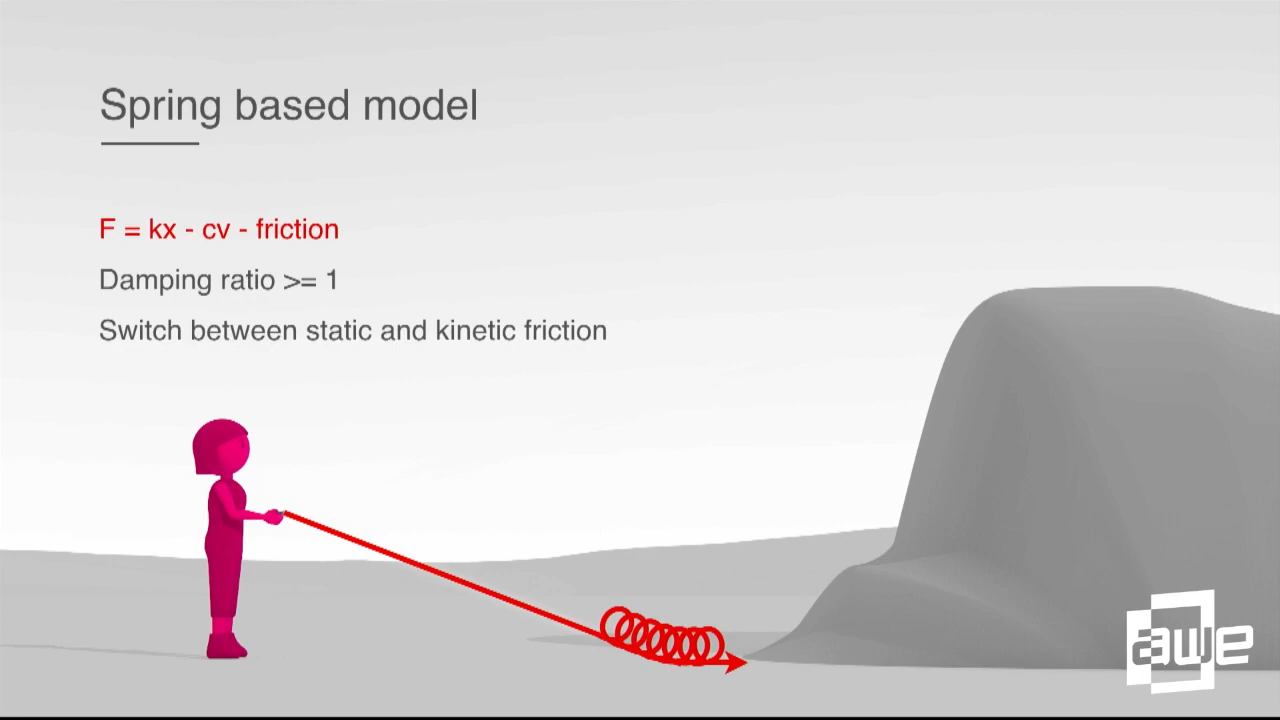 Spring based model
F = kx - cv - friction
Damping ratio >= 1
Switch between static and kinetic friction
awe